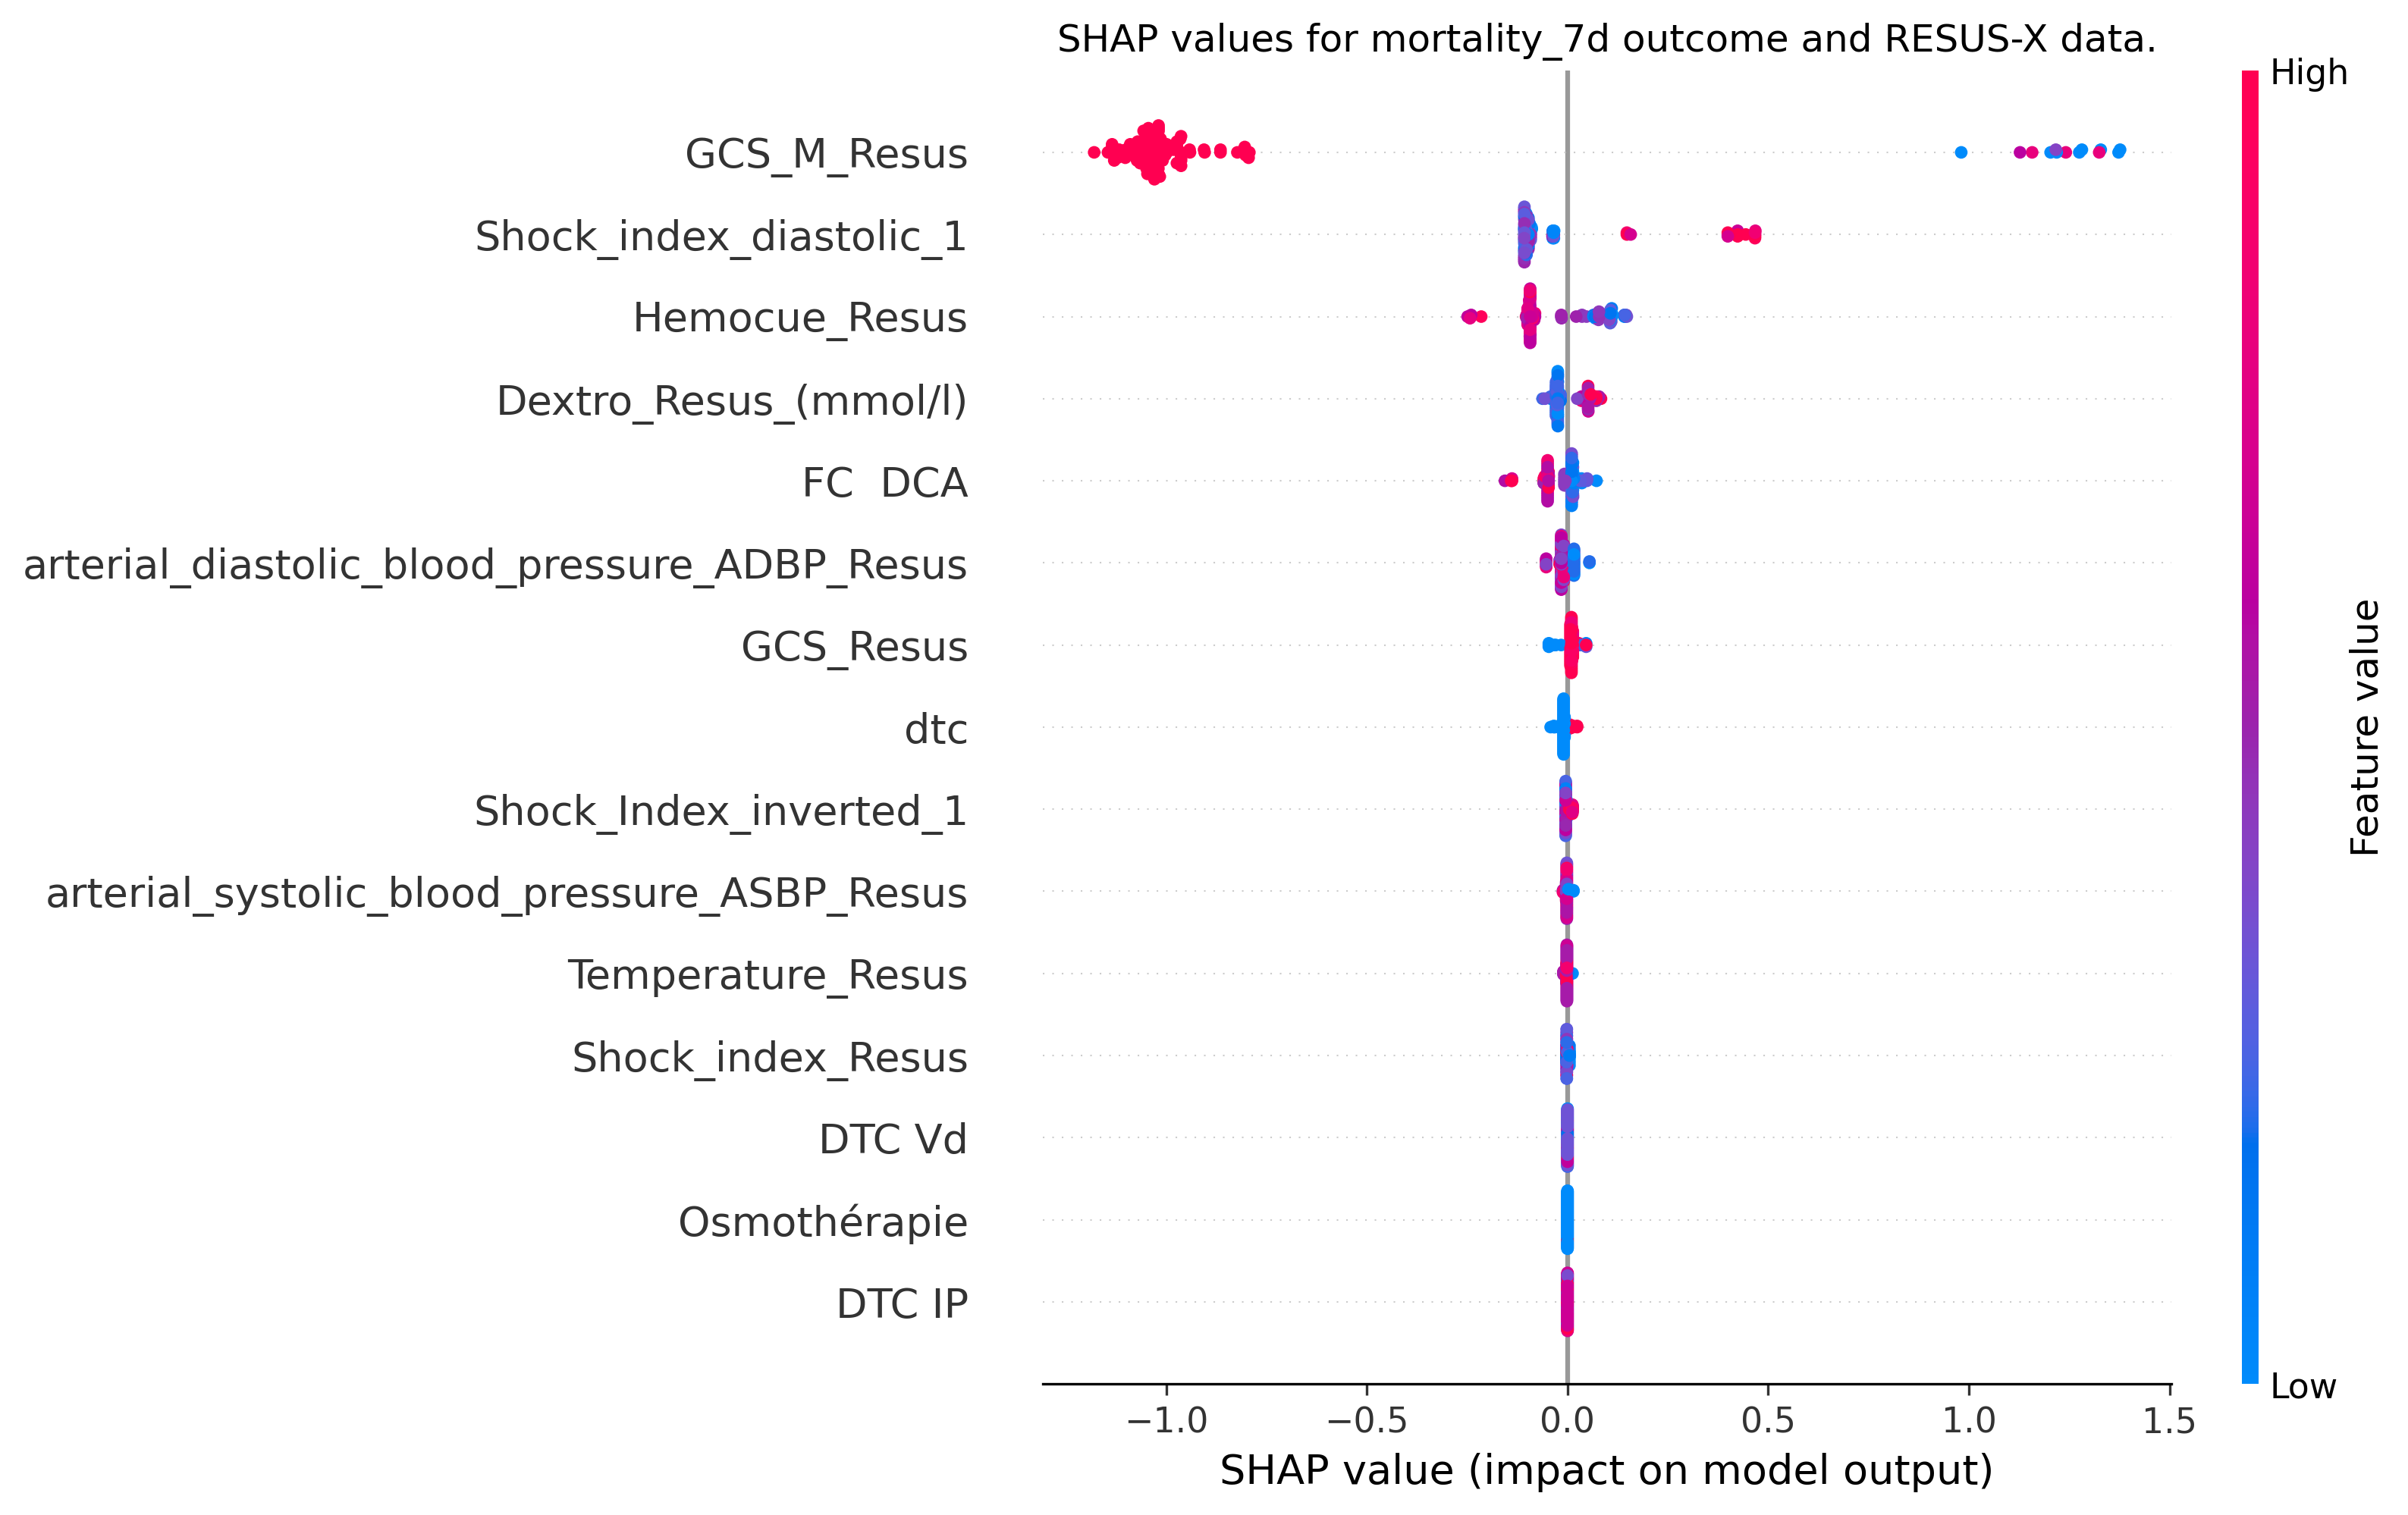 SHAP values for mortality_7d outcome and RESUS-X data.
High
GCS_M_Resus
Shock_index_diastolic_1
Hemocue_Resus
Dextro_Resus_(mmol/l)
FC  DCA
arterial_diastolic_blood_pressure_ADBP_Resus
GCS_Resus
dtc
Shock_Index_inverted_1
arterial_systolic_blood_pressure_ASBP_Resus
Temperature_Resus
Shock_index_Resus
DTC Vd
Osmothérapie
DTC IP
Feature value
Low
−1.0 −0.5 0.0 0.5 1.0 1.5
SHAP value (impact on model output)